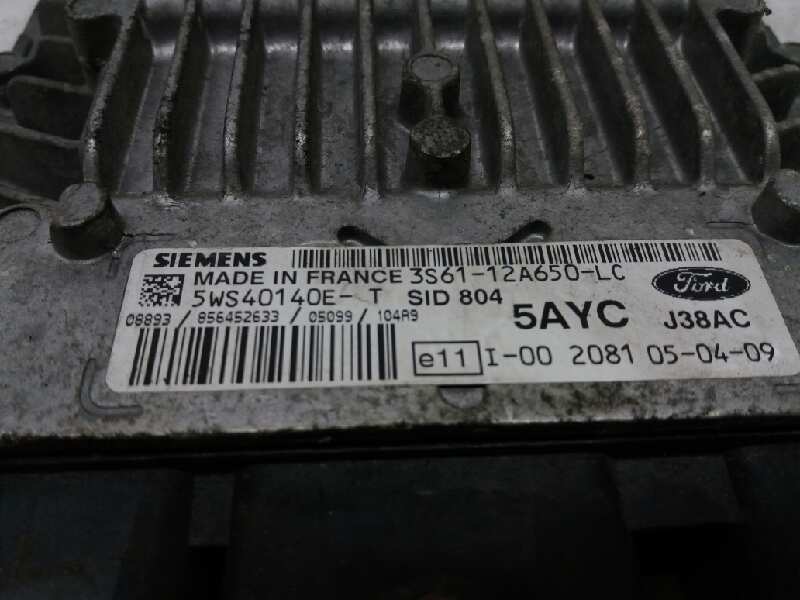 SIEMENS
MADE IN FRANCE 3S61-12A650-LC
Ford
5WS40140E- T SID 804
08893 / 856452633 / 05099 / 104A9
5AYC J38AC
e11 I-00 2081 05-04-09